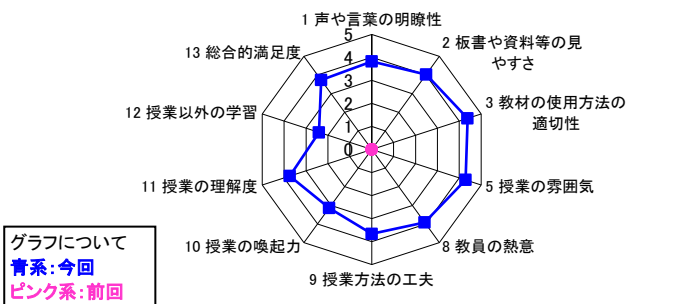 1 声や言葉の明瞭性
2 板書や資料等の見
やすさ
3 教材の使用方法の
適切性
5 授業の雰囲気
8 教員の熱意
9 授業方法の工夫
10 授業の喚起力
11 授業の理解度
12 授業以外の学習
13 総合的満足度
5
4
3
2
1
0
グラフについて
青系:今回
ピンク系:前回